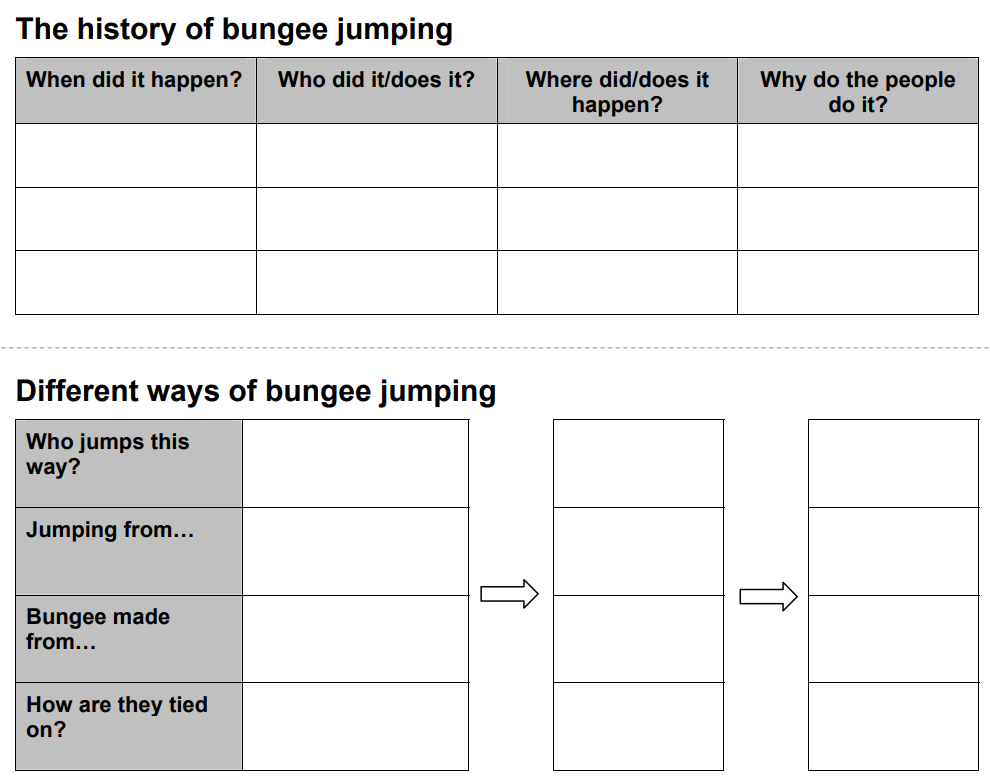 The history of bungee jumping
When did it happen?
Who did it/does it?
Where did/does it
happen?
Why do the people
do it?
Different ways of bungee jumping
Who jumps this
way?
Jumping from…
Bungee made
from…
How are they tied
on?